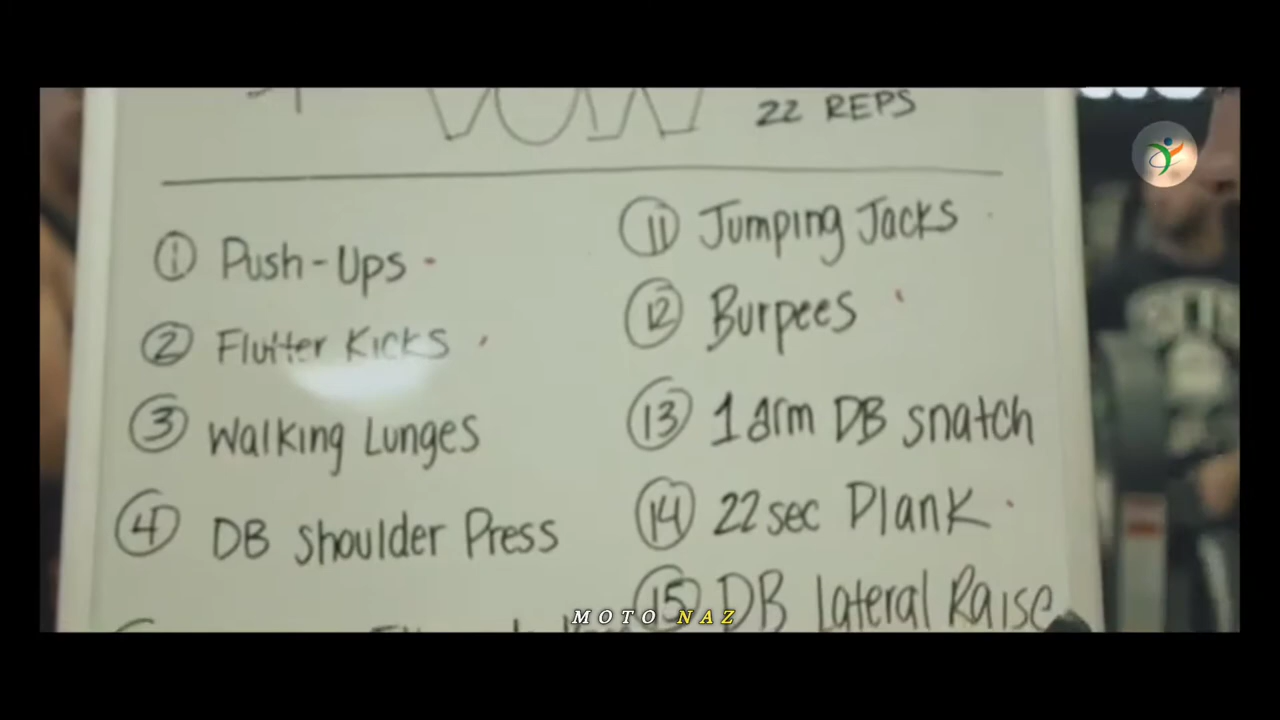 22 REPS
① Push-Ups
② Flutter Kicks
③ Walking Lunges
④ DB Shoulder Press
⑪ Jumping Jacks
⑫ Burpees
⑬ 1 arm DB snatch
⑭ 22 sec Plank
⑮ DB lateral Raise
MOTO NAZ